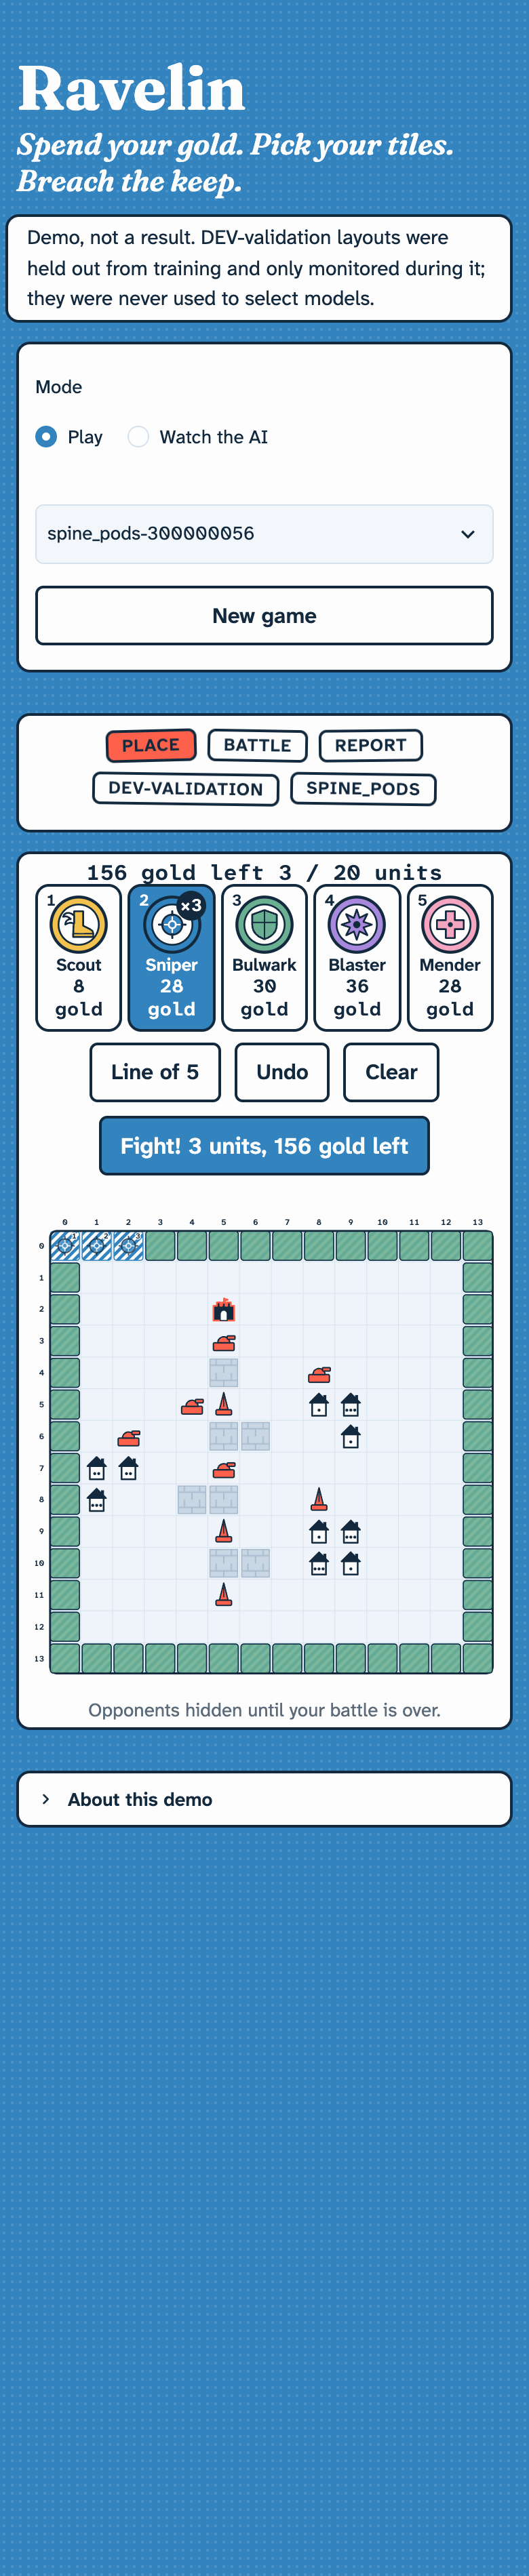 Ravelin
Spend your gold. Pick your tiles.
Breach the keep.
Demo, not a result. DEV-validation layouts were
held out from training and only monitored during it;
they were never used to select models.
Mode
Play Watch the AI
spine_pods-300000056
New game
PLACE BATTLE REPORT
DEV-VALIDATION SPINE_PODS
156 gold left 3 / 20 units
1 2 ×3 3 4 5
Scout Sniper Bulwark Blaster Mender
8 28 30 36 28
gold gold gold gold gold
Line of 5 Undo Clear
Fight! 3 units, 156 gold left
0 1 2 3 4 5 6 7 8 9 10 11 12 13
0 1 2 3
1
2
3
4
5
6
7
8
9
10
11
12
13
Opponents hidden until your battle is over.
About this demo